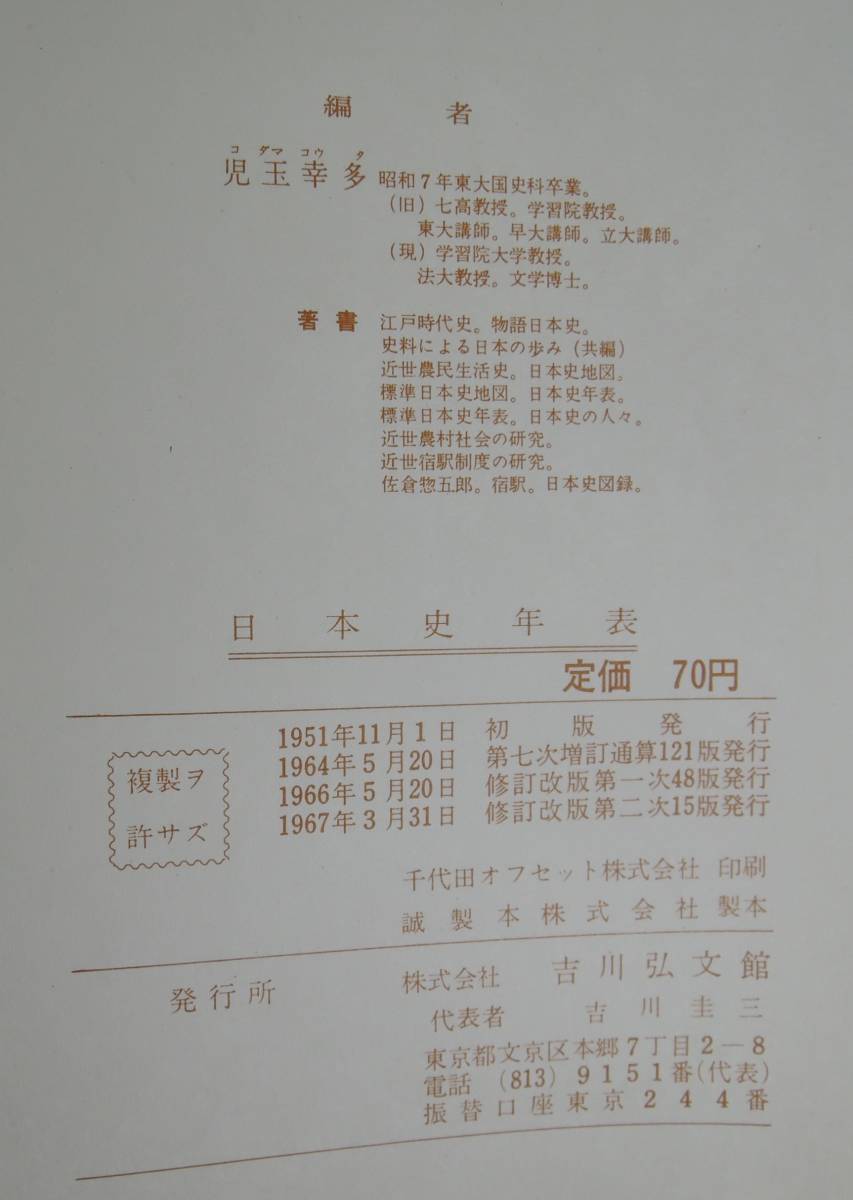 編者
コダマコウタ
児玉幸多 昭和7年東大国史科卒業。
(旧)七高教授。学習院教授。
東大講師。早大講師。立大講師。
(現)学習院大学教授。
法大教授。文学博士。
著書 江戸時代史。物語日本史。
史料による日本の歩み(共編)
近世農民生活史。日本史地図。
標準日本史地図。日本史年表。
標準日本史年表。日本史の人々。
近世農村社会の研究。
近世宿駅制度の研究。
佐倉惣五郎。宿駅。日本史図録。
日本史年表
定価 70円
複製ヲ
許サズ
1951年11月1日 初版発行
1964年5月20日 第七次増訂通算121版発行
1966年5月20日 修訂改版第一次48版発行
1967年3月31日 修訂改版第二次15版発行
千代田オフセット株式会社 印刷
誠製本株式会社製本
発行所 株式会社 吉川弘文館
代表者 吉川圭三
東京都文京区本郷7丁目2―8
電話 (813) 9151番(代表)
振替口座東京244番